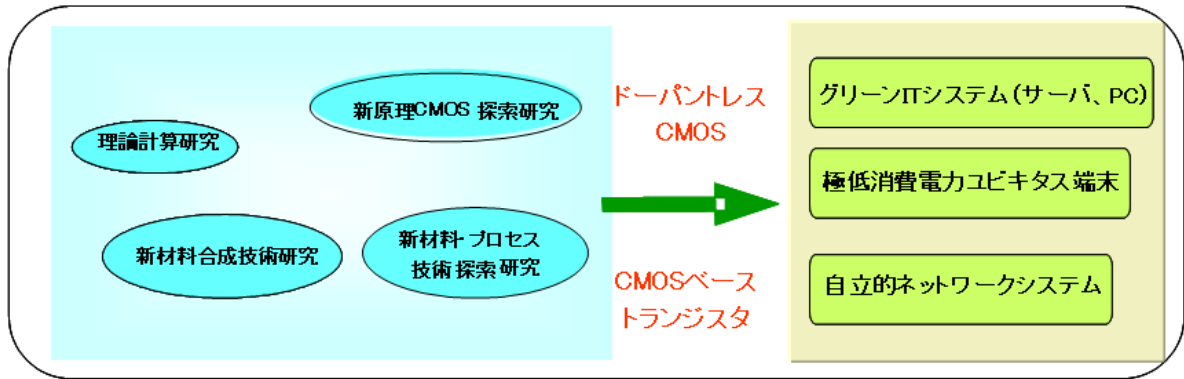 新原理CMOS 探索研究
理論計算研究
新材料合成技術研究
新材料・プロセス
技術探索研究
ドーパントレス
CMOS
CMOSベース
トランジスタ
グリーンITシステム(サーバ、PC)
極低消費電力ユビキタス端末
自立的ネットワークシステム